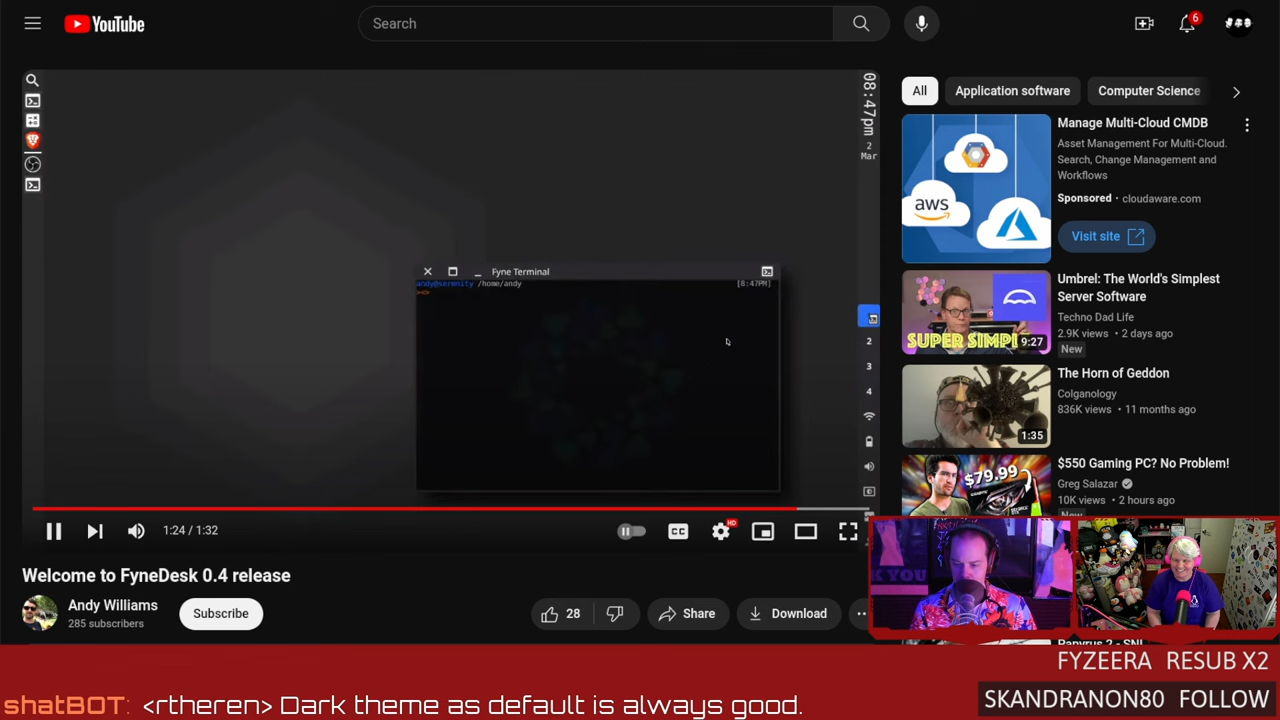 YouTube
Search
6
08:47pm
2
Mar
Fyne Terminal
andy@serenity /home/andy
[8:47PM]
><>
2
3
4
1:24 / 1:32
CC
HD
Welcome to FyneDesk 0.4 release
Andy Williams
285 subscribers
Subscribe
28
Share
Download
All
Application software
Computer Science
aws
Manage Multi-Cloud CMDB
Asset Management For Multi-Cloud.
Search, Change Management and
Workflows
Sponsored · cloudaware.com
Visit site
SUPER SIMPL
9:27
Umbrel: The World's Simplest
Server Software
Techno Dad Life
2.9K views · 2 days ago
New
1:35
The Horn of Geddon
Colganology
836K views · 11 months ago
$79.99
$550 Gaming PC? No Problem!
Greg Salazar
10K views · 2 hours ago
New
FYZEERA RESUB X2
SKANDRANON80 FOLLOW
shatBOT: <rtheren> Dark theme as default is always good.